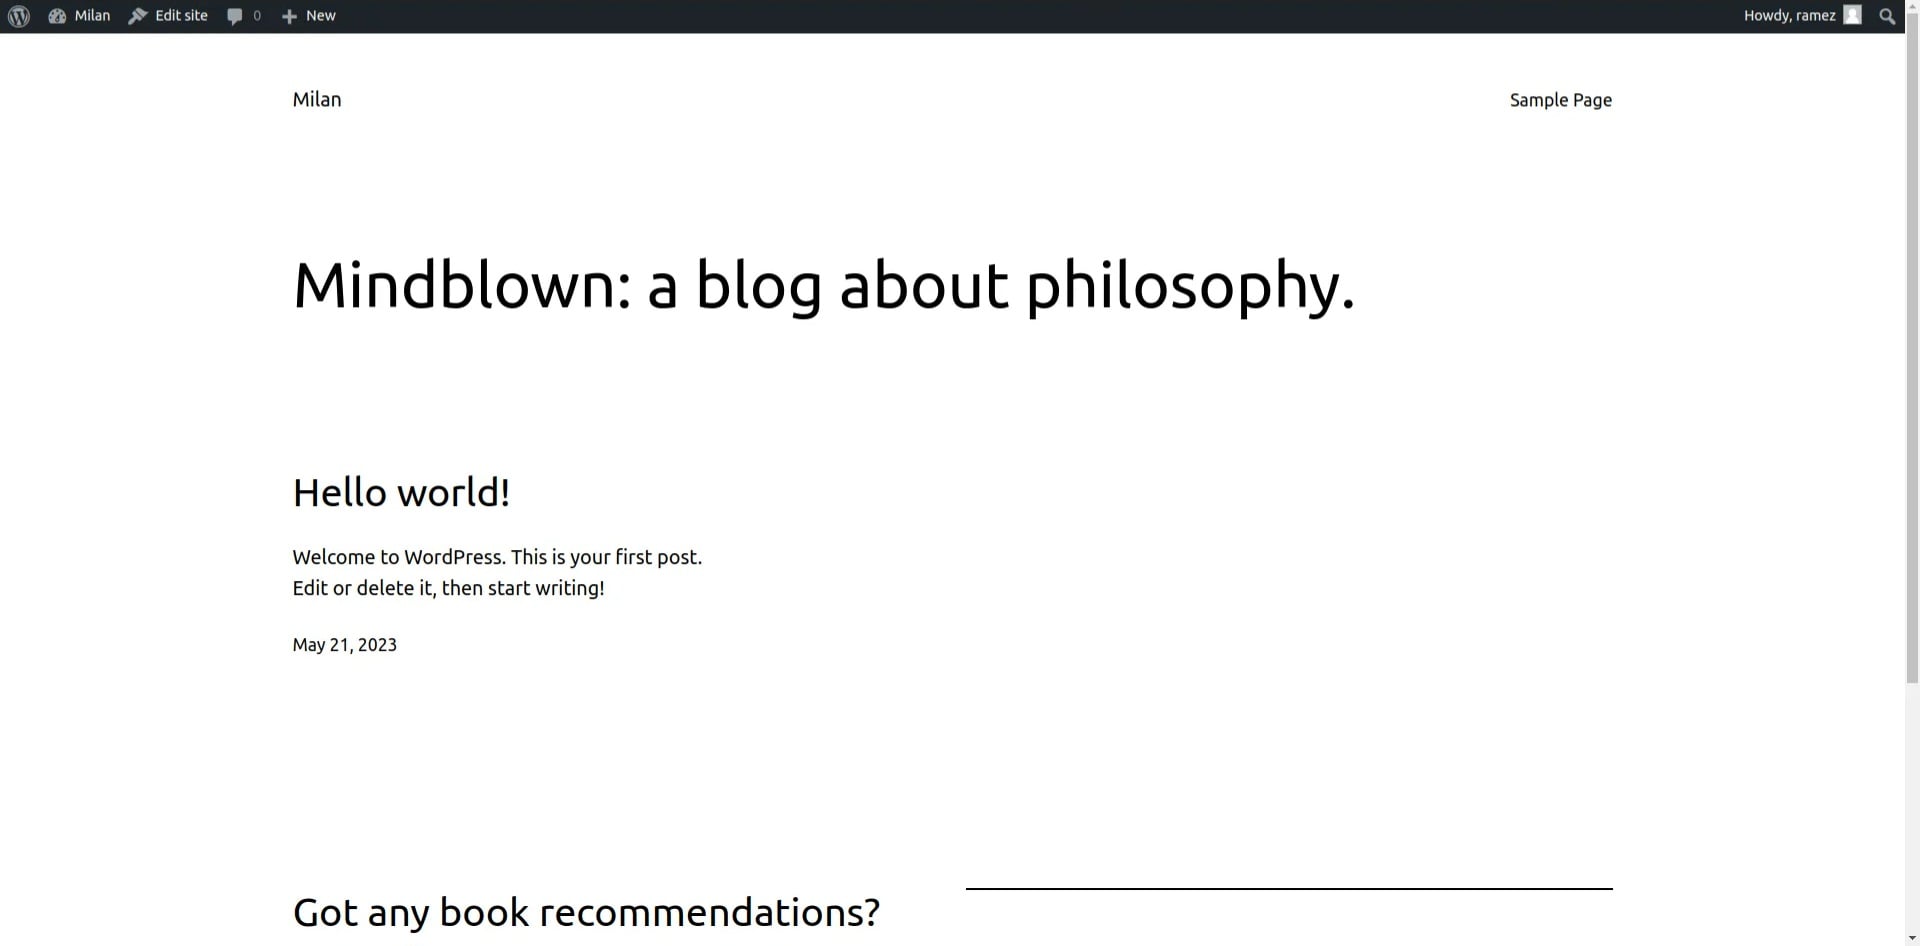 Milan Edit site 0 New Howdy, ramez
Milan Sample Page
Mindblown: a blog about philosophy.
Hello world!
Welcome to WordPress. This is your first post.
Edit or delete it, then start writing!
May 21, 2023
Got any book recommendations?